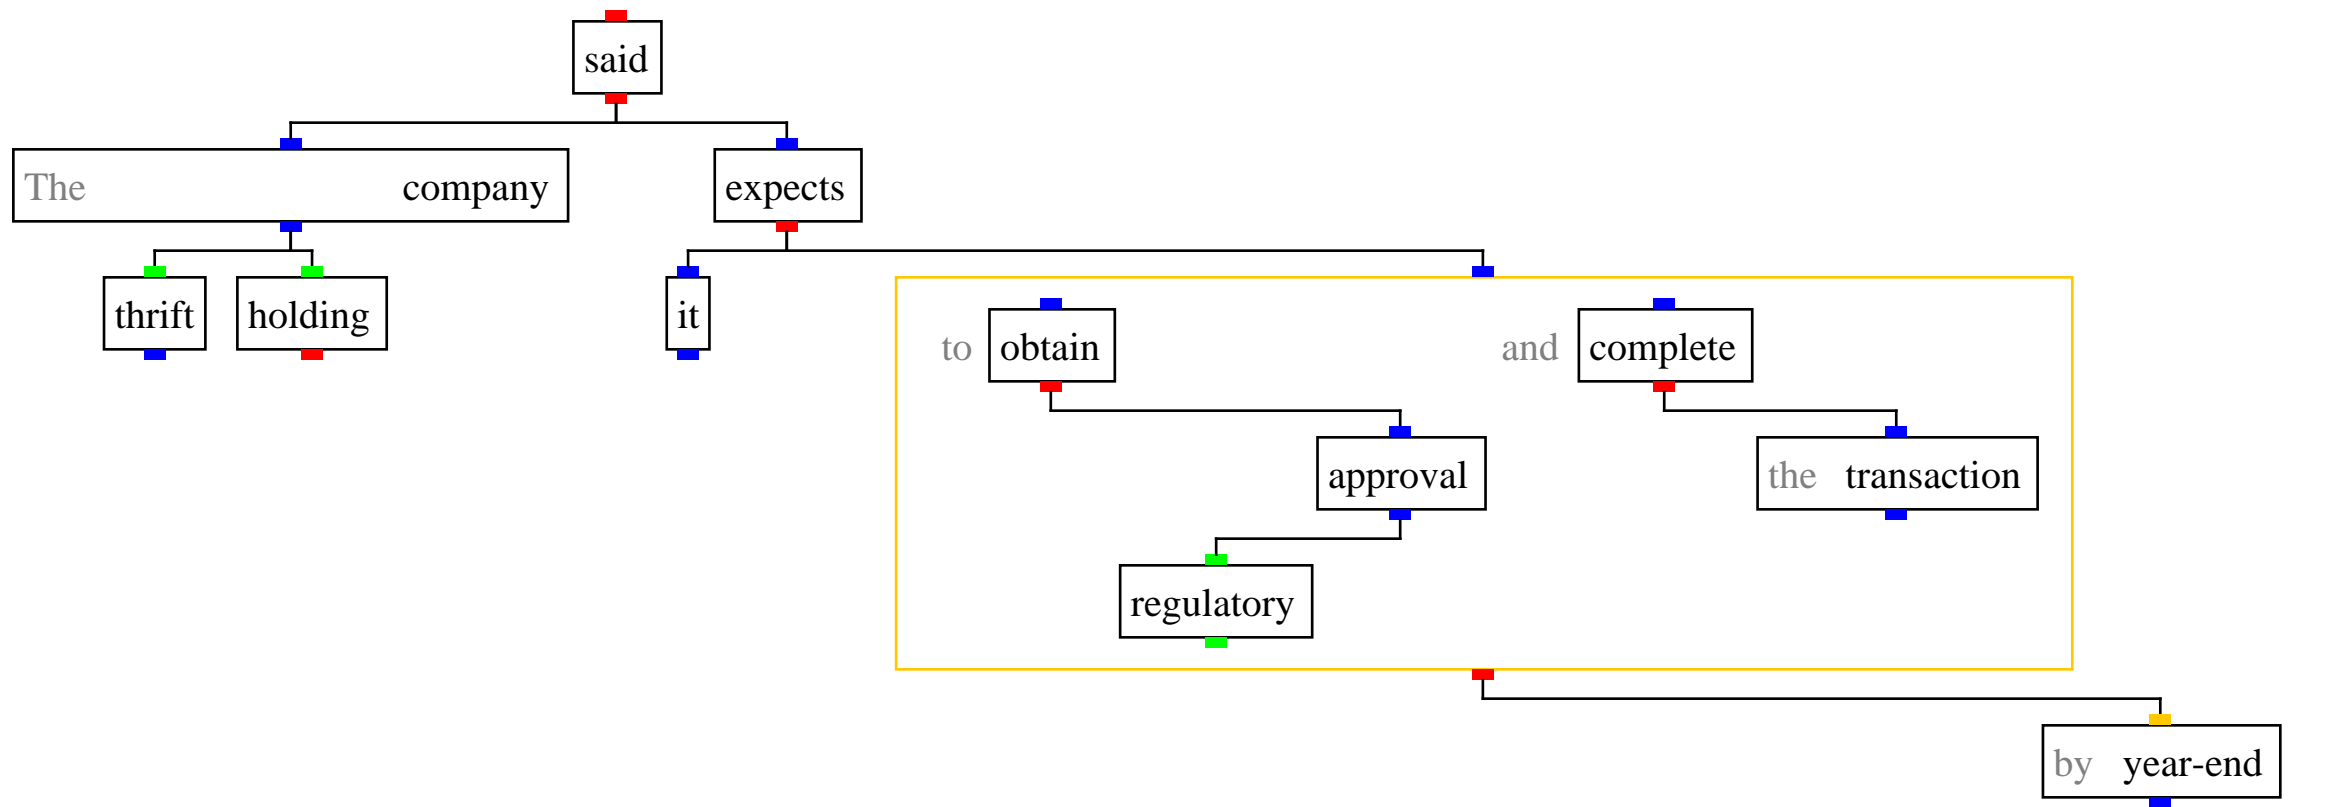 said
The company expects
thrift holding it
to obtain and complete
approval the transaction
regulatory
by year-end